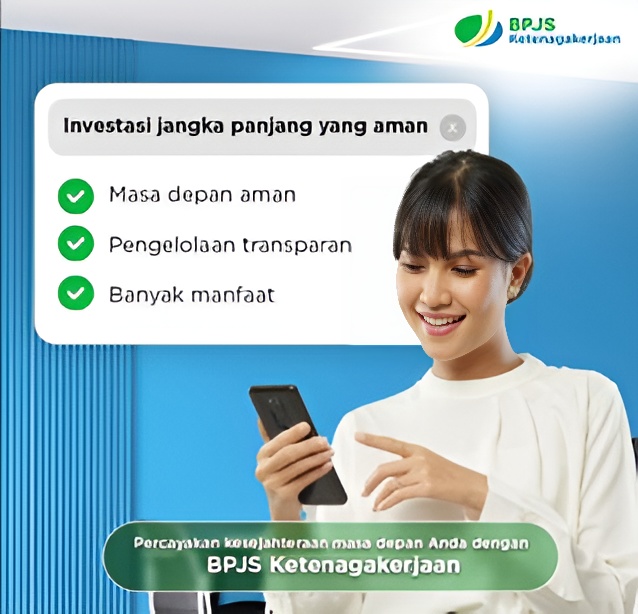 BPJS
Ketenagakerjaan
Investasi jangka panjang yang aman
x
Masa depan aman
Pengelolaan transparan
Banyak manfaat
Percayakan kesejahteraan masa depan Anda dengan
BPJS Ketenagakerjaan